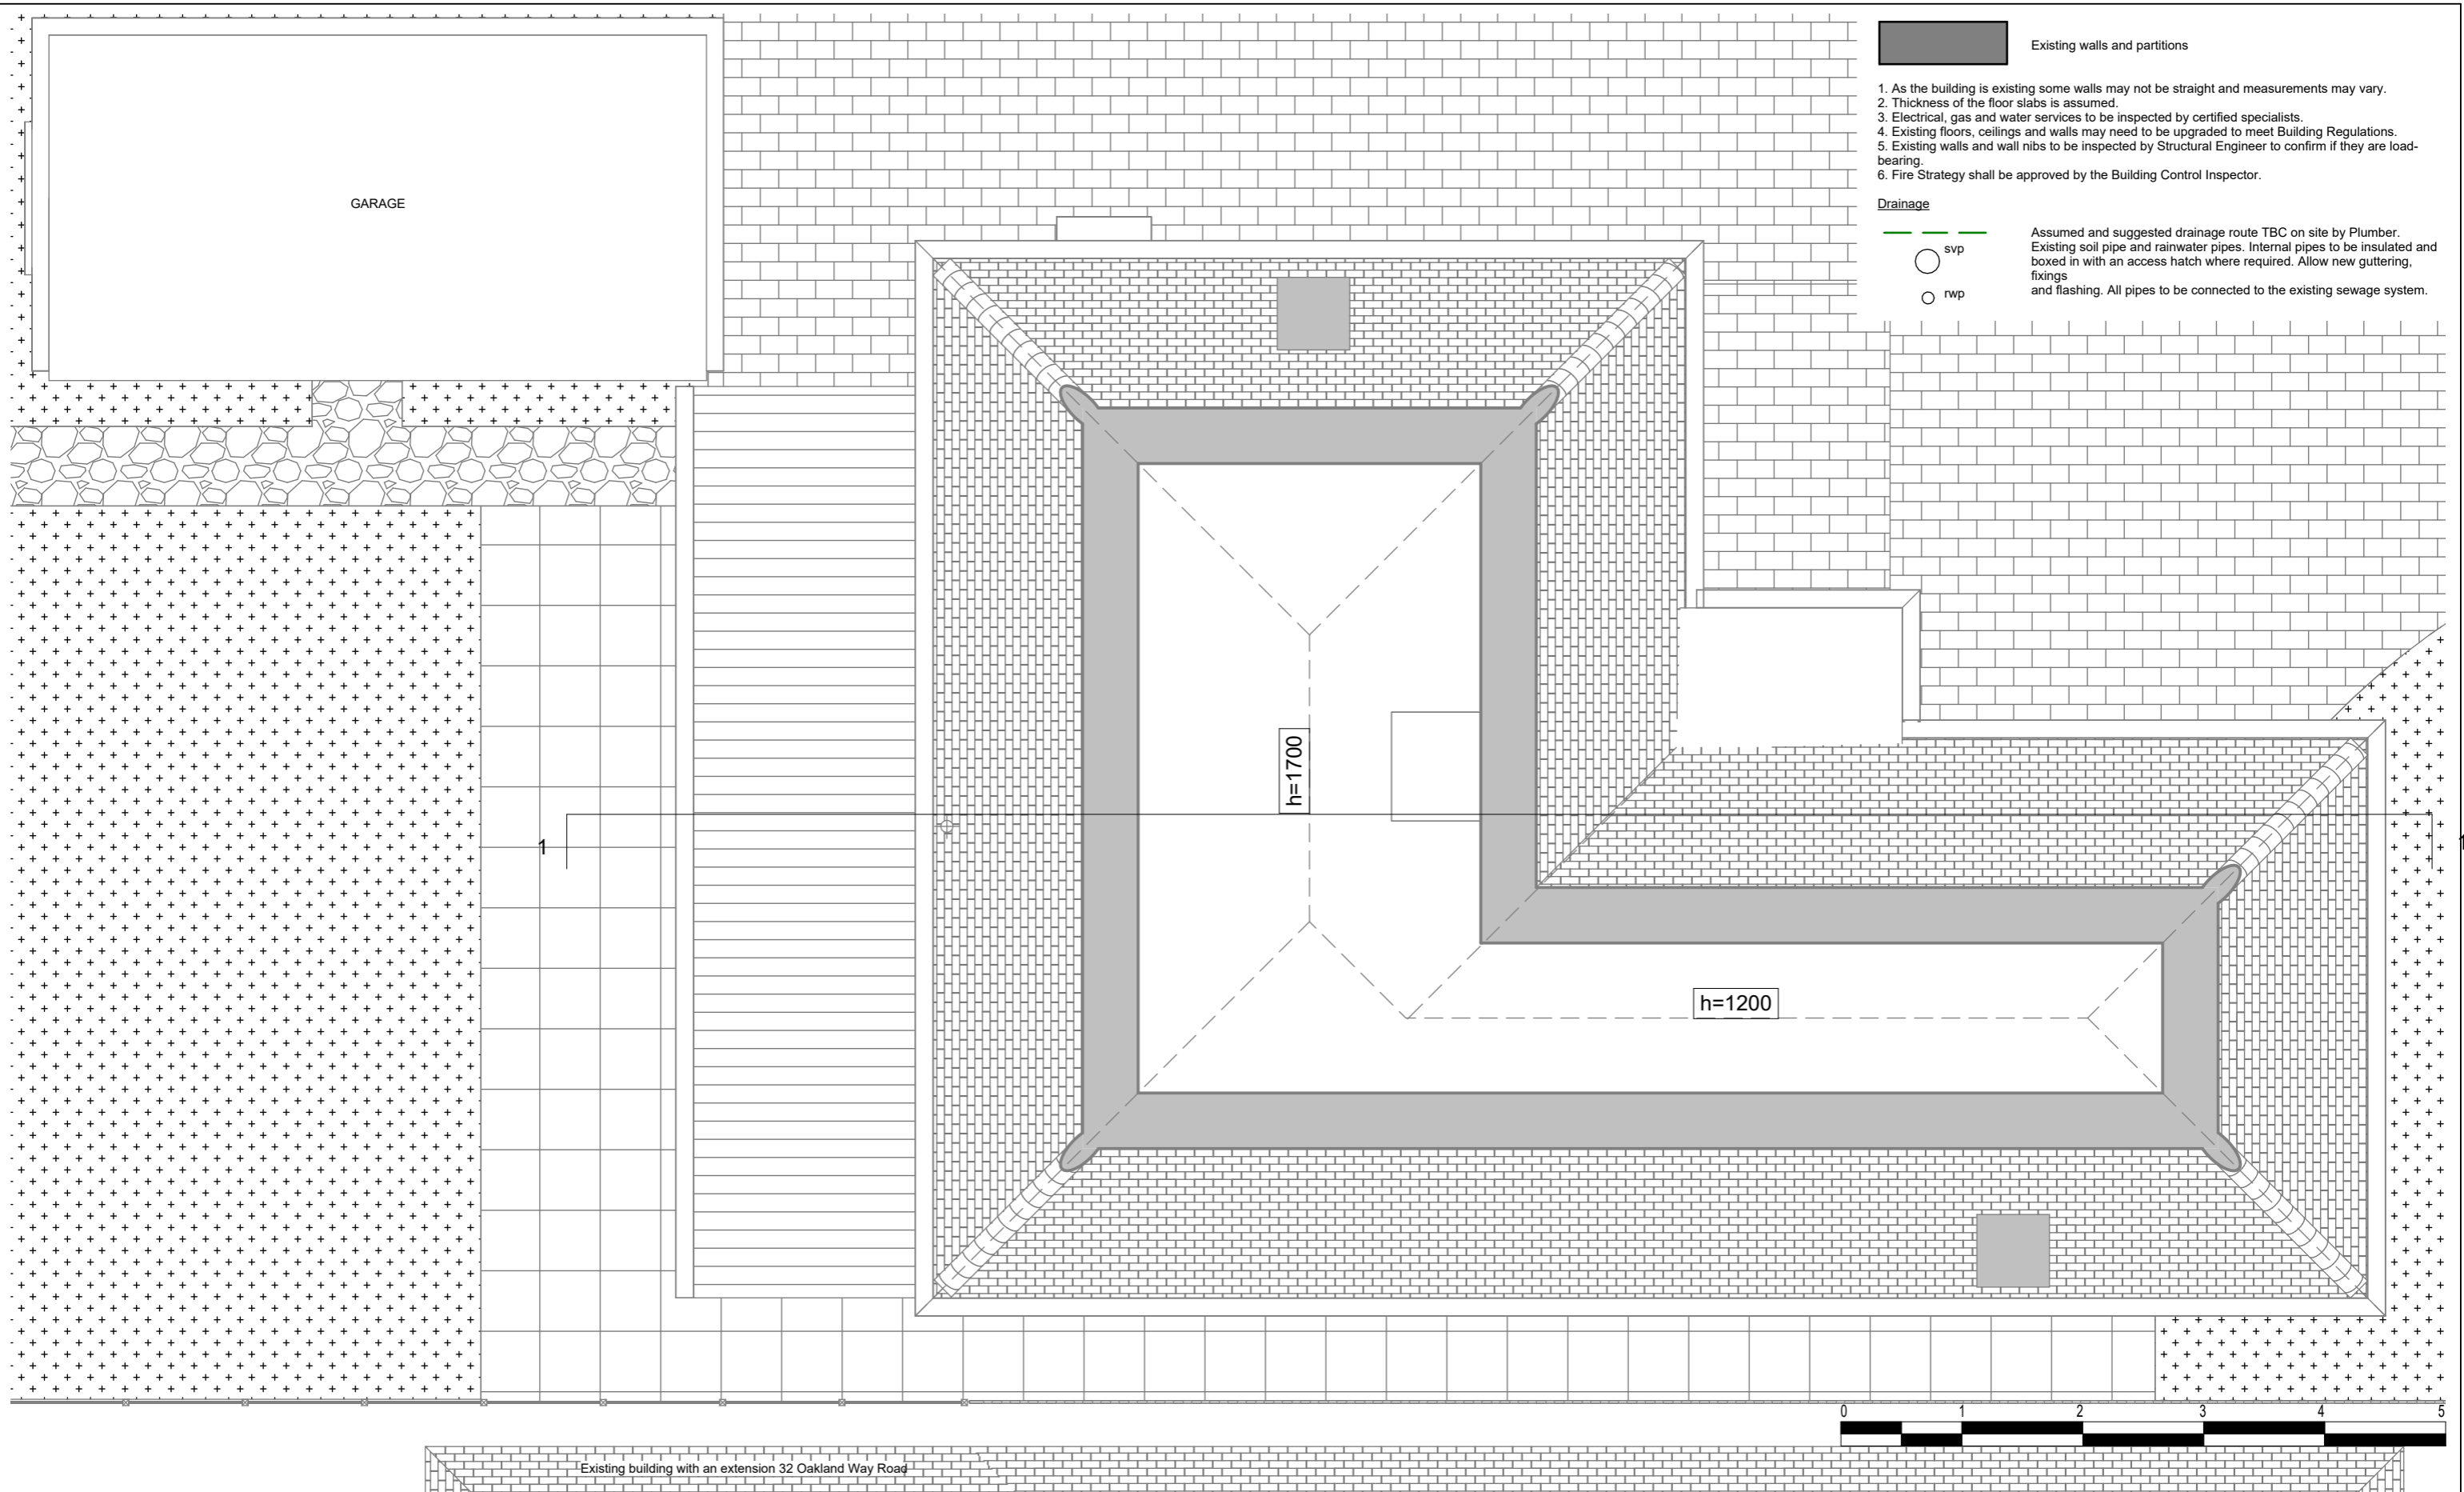 Existing walls and partitions
1. As the building is existing some walls may not be straight and measurements may vary.
2. Thickness of the floor slabs is assumed.
3. Electrical, gas and water services to be inspected by certified specialists.
4. Existing floors, ceilings and walls may need to be upgraded to meet Building Regulations.
5. Existing walls and wall nibs to be inspected by Structural Engineer to confirm if they are load-
bearing.
6. Fire Strategy shall be approved by the Building Control Inspector.
Drainage
Assumed and suggested drainage route TBC on site by Plumber.
svp
Existing soil pipe and rainwater pipes. Internal pipes to be insulated and
boxed in with an access hatch where required. Allow new guttering,
fixings
rwp
and flashing. All pipes to be connected to the existing sewage system.
GARAGE
h=1700
1
1
h=1200
0 1 2 3 4 5
Existing building with an extension 32 Oakland Way Road